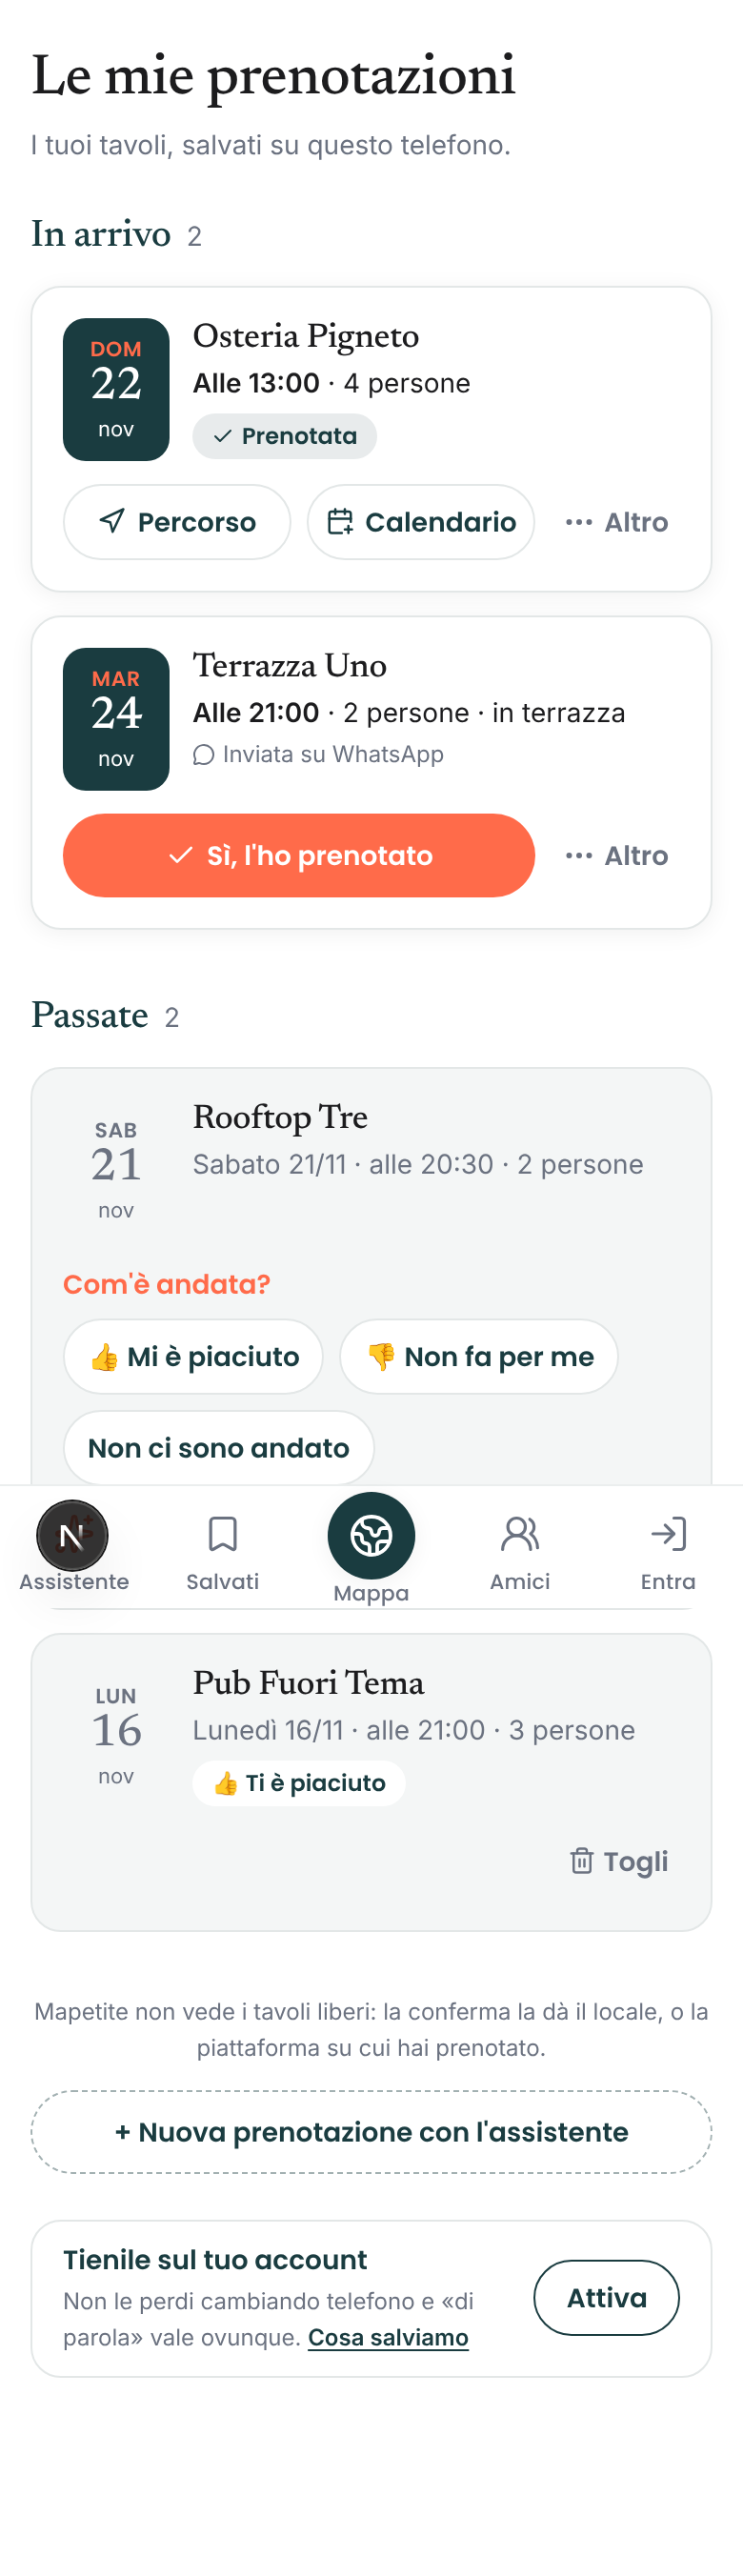 Le mie prenotazioni
I tuoi tavoli, salvati su questo telefono.
In arrivo 2
DOM
22
nov
Osteria Pigneto
Alle 13:00 · 4 persone
Prenotata
Percorso
Calendario
Altro
MAR
24
nov
Terrazza Uno
Alle 21:00 · 2 persone · in terrazza
Inviata su WhatsApp
Sì, l'ho prenotato
Altro
Passate 2
SAB
21
nov
Rooftop Tre
Sabato 21/11 · alle 20:30 · 2 persone
Com'è andata?
👍 Mi è piaciuto
👎 Non fa per me
Non ci sono andato
N
Assistente
Salvati
Mappa
Amici
Entra
LUN
16
nov
Pub Fuori Tema
Lunedì 16/11 · alle 21:00 · 3 persone
👍 Ti è piaciuto
Togli
Mapetite non vede i tavoli liberi: la conferma la dà il locale, o la
piattaforma su cui hai prenotato.
+ Nuova prenotazione con l'assistente
Tienile sul tuo account
Non le perdi cambiando telefono e «di
parola» vale ovunque. Cosa salviamo
Attiva